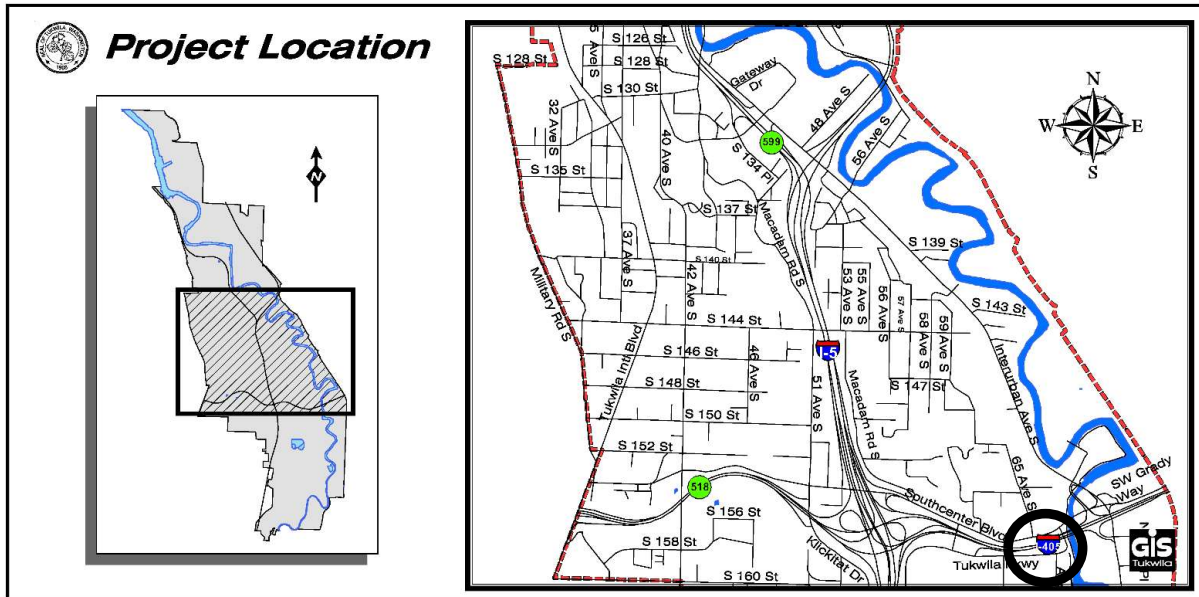 Project Location
SEAL OF TUKWILA, WASHINGTON
1908
N
N
W E
S
S 126 St
S 128 St
S 128 St
S 130 St
Gateway Dr
32 Ave S
40 Ave S
48 Ave S
56 Ave S
599
S 134 Pl
S 135 St
S 137 St
Macadam Rd S
S 139 St
37 Ave S
S 140 St
42 Ave S
Military Rd S
55 Ave S
53 Ave S
56 Ave S
57 Ave S
58 Ave S
59 Ave S
S 143 St
S 144 St
Tukwila Intl Blvd
I-5
S 146 St
46 Ave S
S 147 St
Interurban Ave S
S 148 St
51 Ave S
Macadam Rd S
S 150 St
S 152 St
65 Ave S
SW Grady Way
518
Southcenter Blvd
S 156 St
S 158 St
Klickitat Dr
Tukwila Pkwy
I-405
S 160 St
GIS
Tukwila